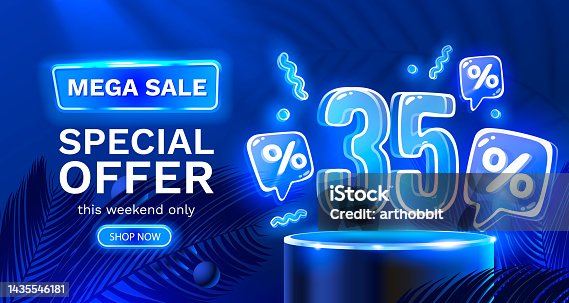 MEGA SALE
SPECIAL
OFFER
this weekend only
SHOP NOW
%
35
%
%
iStock
Credit: arthobbit
1435546181